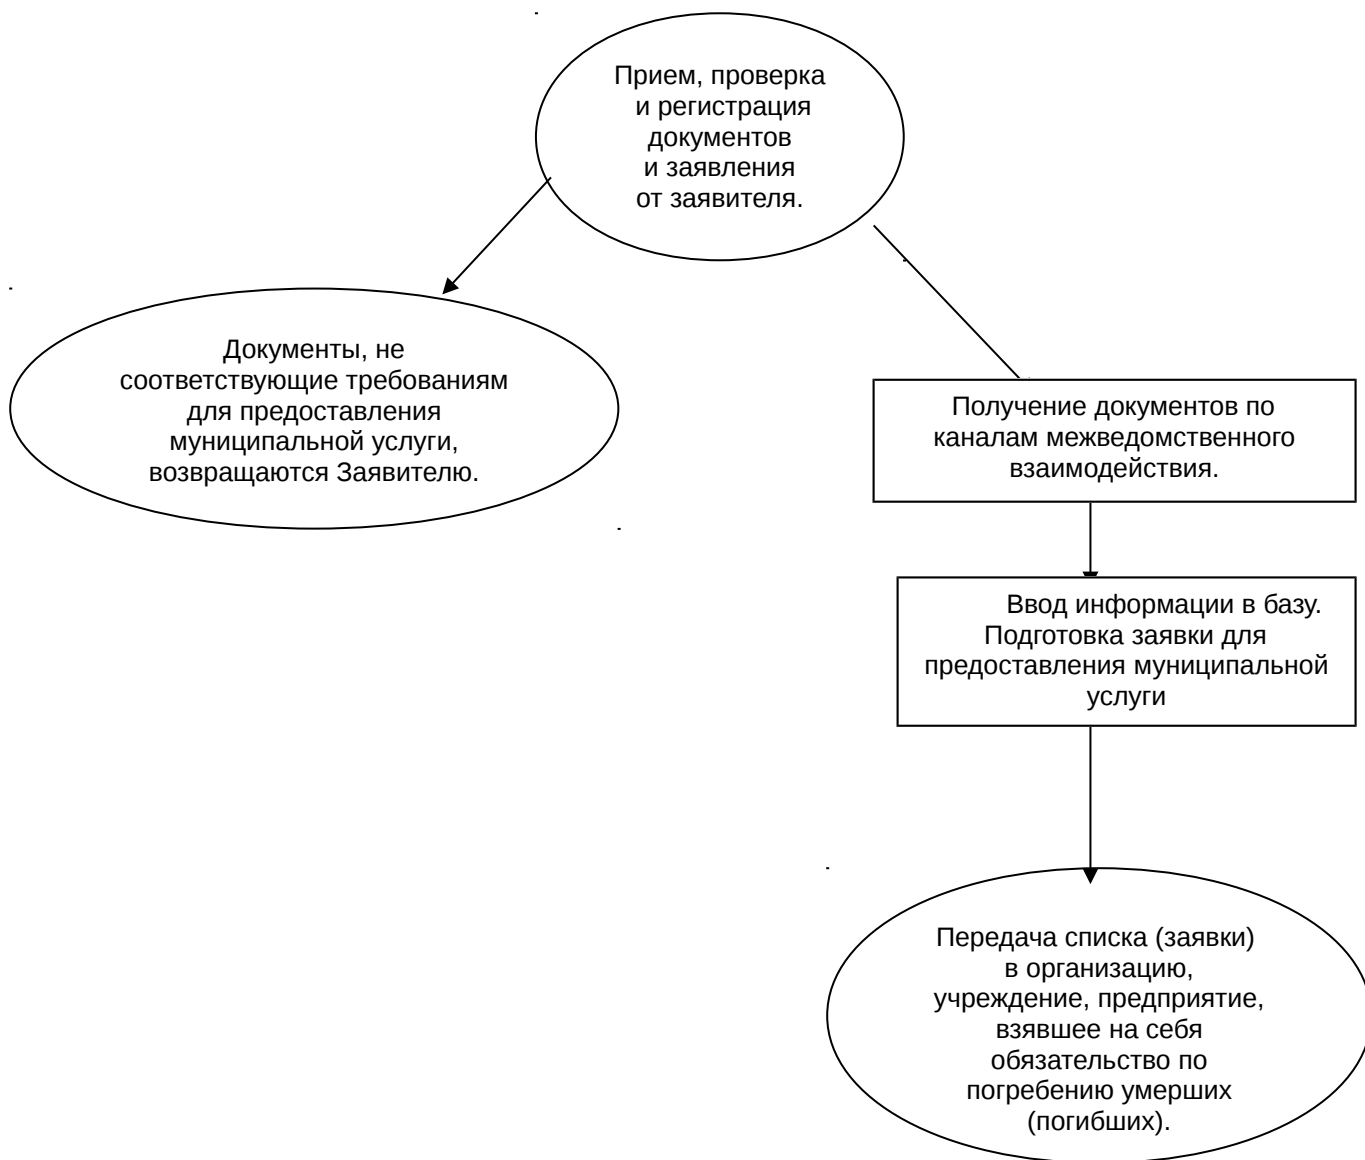 Прием, проверка
и регистрация
документов
и заявления
от заявителя.
Документы, не
соответствующие требованиям
для предоставления
муниципальной услуги,
возвращаются Заявителю.
Получение документов по
каналам межведомственного
взаимодействия.
Ввод информации в базу.
Подготовка заявки для
предоставления муниципальной
услуги
Передача списка (заявки)
в организацию,
учреждение, предприятие,
взявшее на себя
обязательство по
погребению умерших
(погибших).